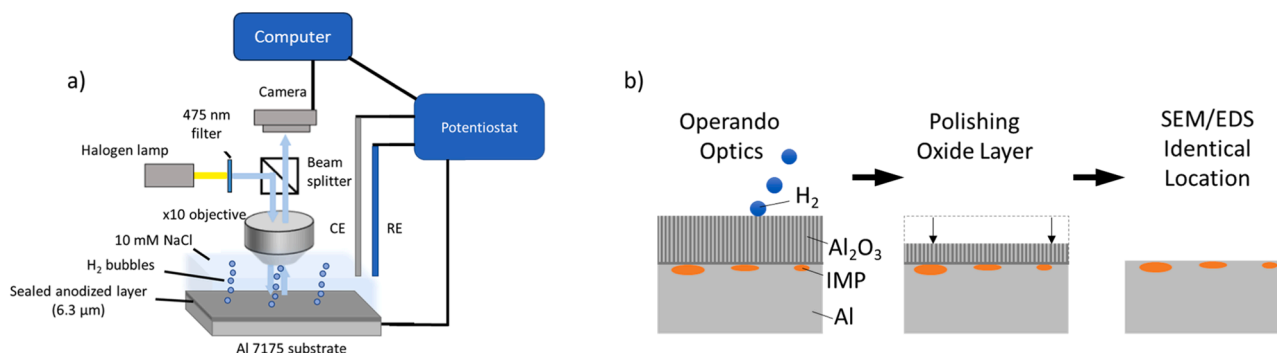 a)
Computer
Camera
475 nm
filter
Potentiostat
Halogen lamp
Beam
splitter
x10 objective
CE
RE
10 mM NaCl
H₂ bubbles
Sealed anodized layer
(6.3 µm)
Al 7175 substrate
b)
Operando
Optics
H₂
Al₂O₃
IMP
Al
Polishing
Oxide Layer
SEM/EDS
Identical
Location